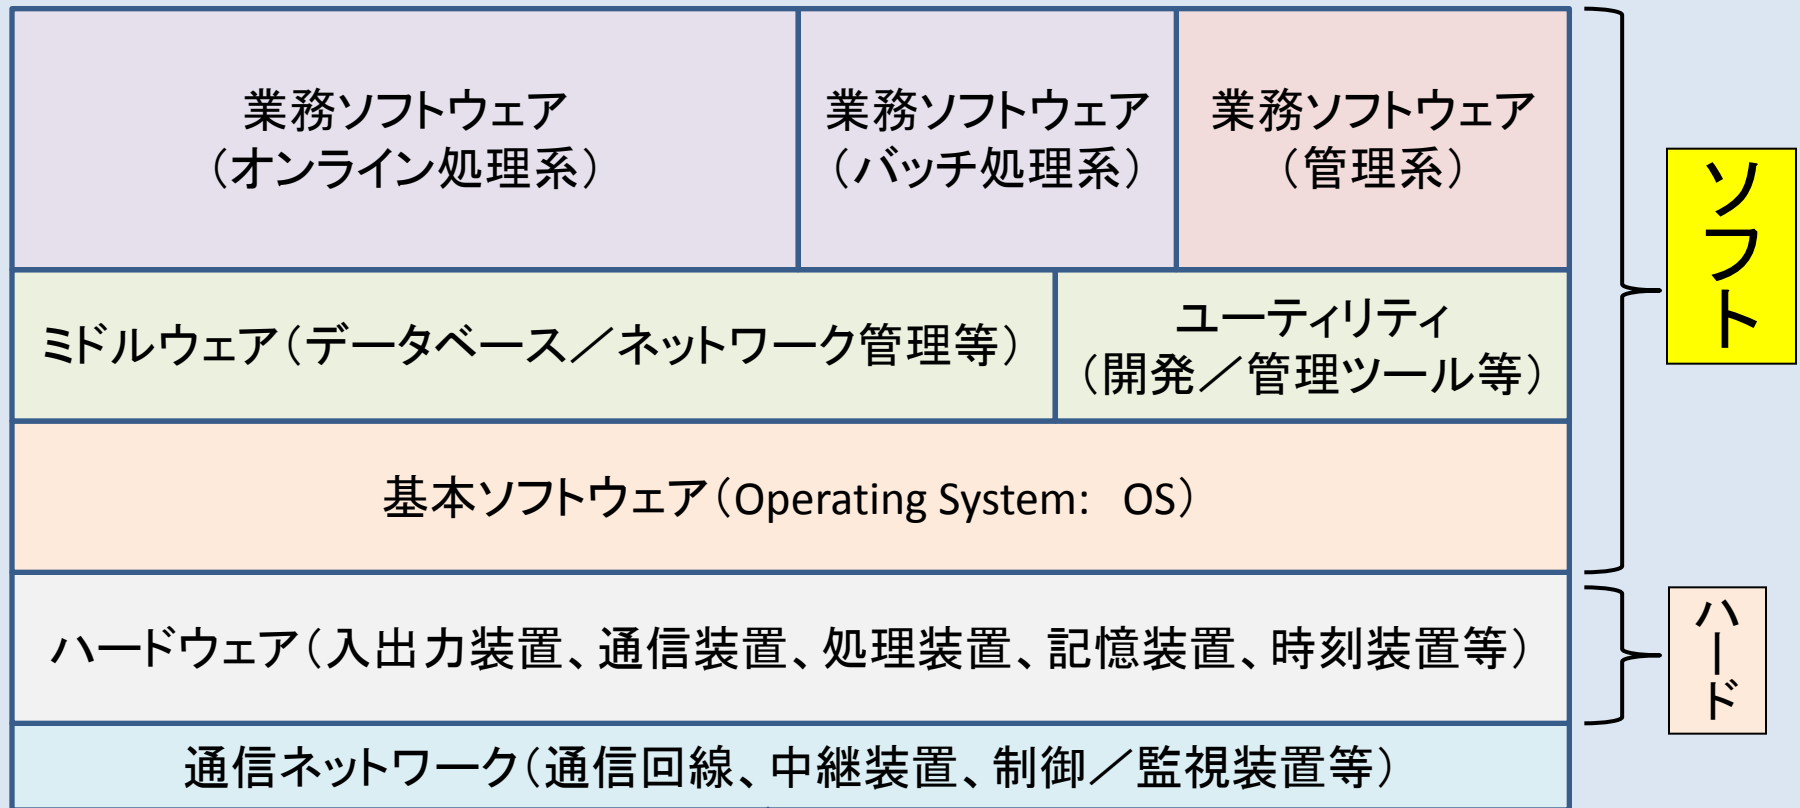 業務ソフトウェア
（オンライン処理系）
業務ソフトウェア
（バッチ処理系）
業務ソフトウェア
（管理系）
ソフト
ミドルウェア（データベース／ネットワーク管理等）
ユーティリティ
（開発／管理ツール等）
基本ソフトウェア（Operating System:　OS）
ハードウェア（入出力装置、通信装置、処理装置、記憶装置、時刻装置等）
ハード
通信ネットワーク（通信回線、中継装置、制御／監視装置等）